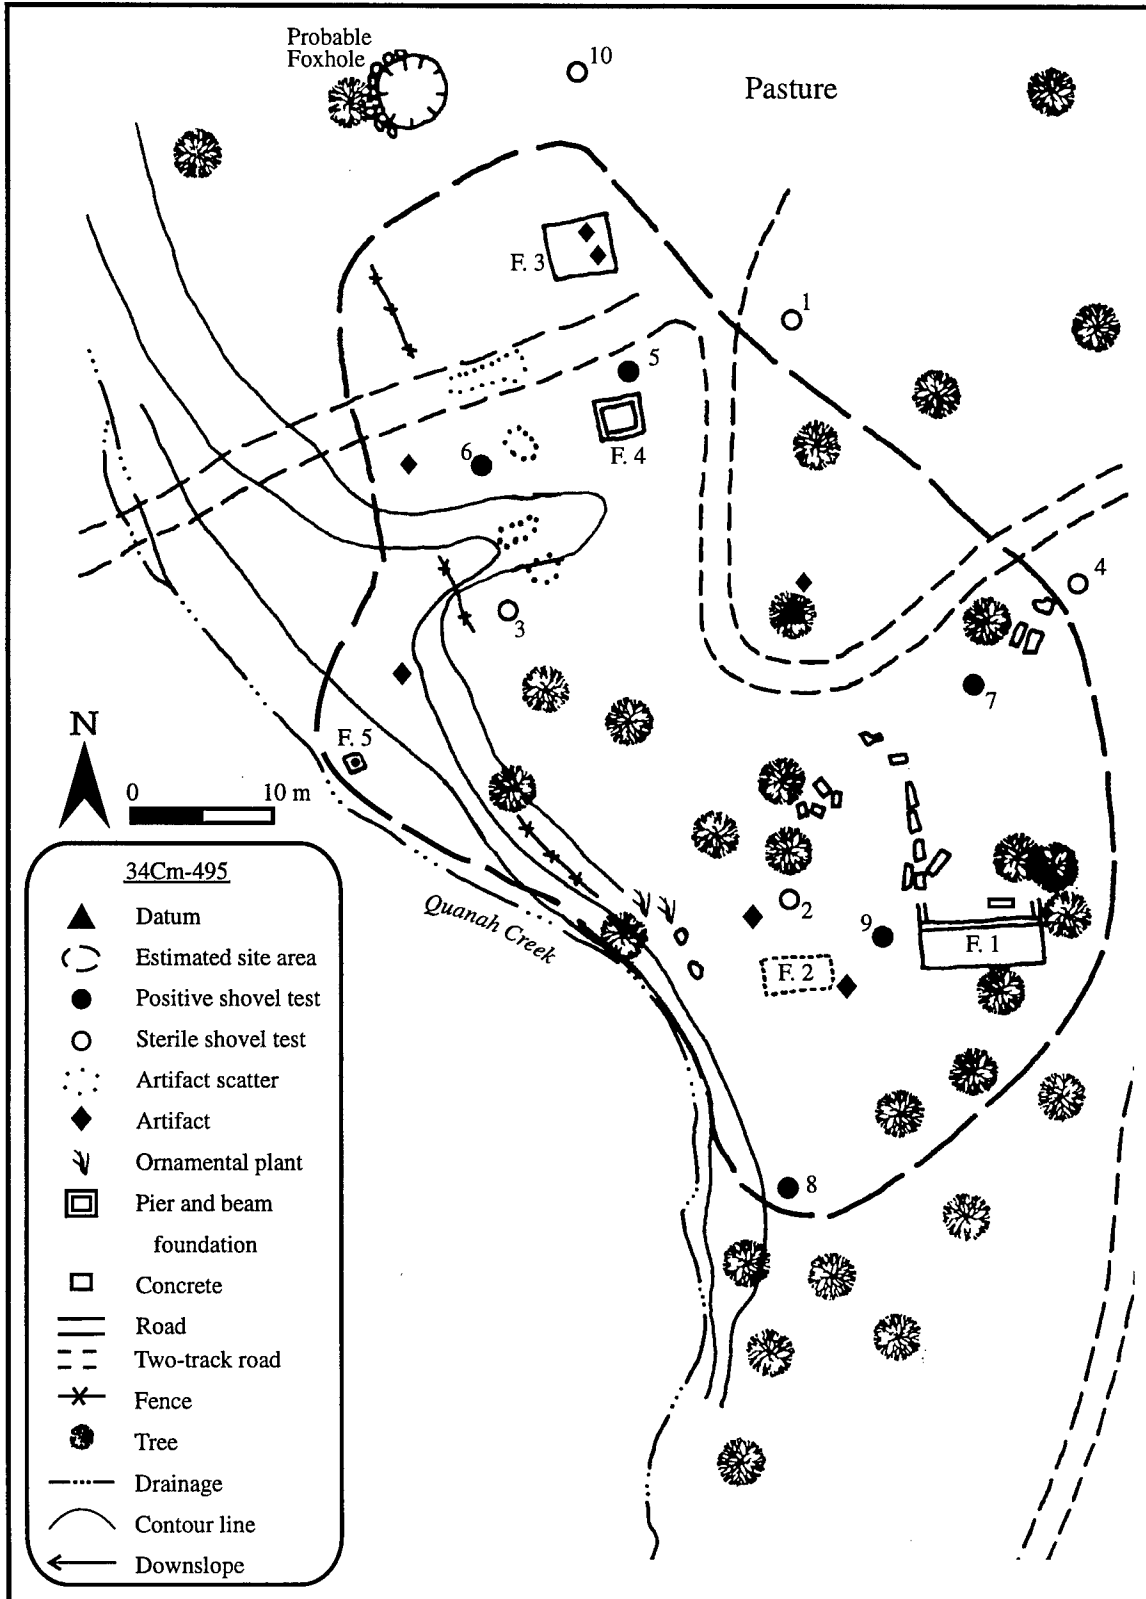 Probable
Foxhole
10
Pasture
F. 3
1
5
F. 4
6
4
3
7
N
F. 5
0 10 m
Quanah Creek
2
9
F. 1
F. 2
8
34Cm-495
Datum
Estimated site area
Positive shovel test
Sterile shovel test
Artifact scatter
Artifact
Ornamental plant
Pier and beam
foundation
Concrete
Road
Two-track road
Fence
Tree
Drainage
Contour line
Downslope